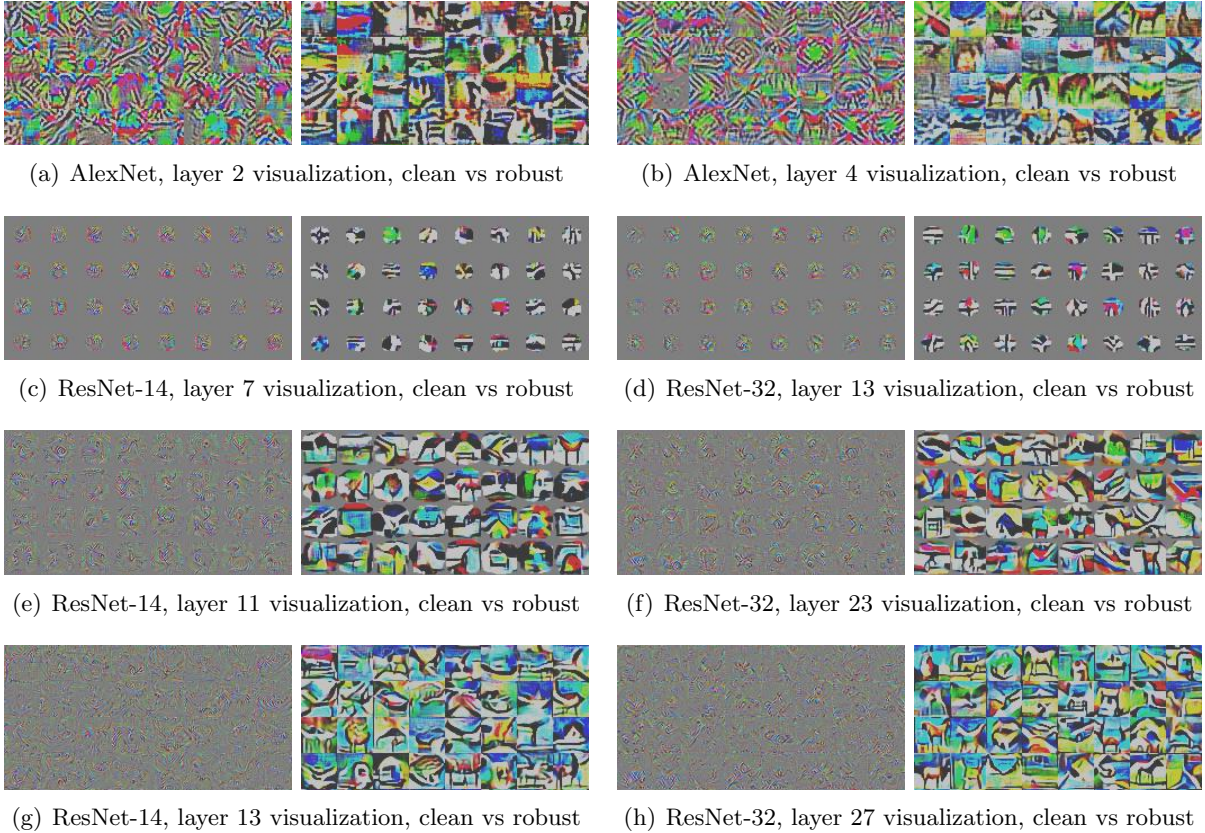 (a) AlexNet, layer 2 visualization, clean vs robust
(b) AlexNet, layer 4 visualization, clean vs robust
(c) ResNet-14, layer 7 visualization, clean vs robust
(d) ResNet-32, layer 13 visualization, clean vs robust
(e) ResNet-14, layer 11 visualization, clean vs robust
(f) ResNet-32, layer 23 visualization, clean vs robust
(g) ResNet-14, layer 13 visualization, clean vs robust
(h) ResNet-32, layer 27 visualization, clean vs robust